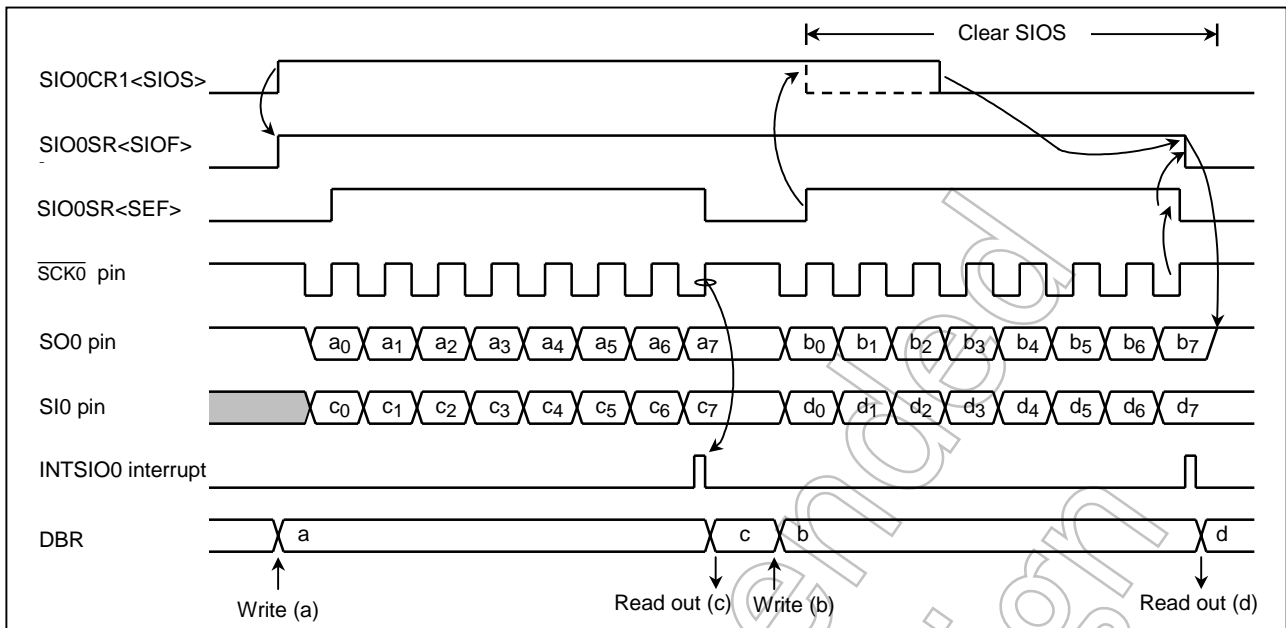 Clear SIOS
SIO0CR1<SIOS>
SIO0SR<SIOF>
SIO0SR<SEF>
SCK0 pin
SO0 pin
a0 a1 a2 a3 a4 a5 a6 a7 b0 b1 b2 b3 b4 b5 b6 b7
SI0 pin
c0 c1 c2 c3 c4 c5 c6 c7 d0 d1 d2 d3 d4 d5 d6 d7
INTSIO0 interrupt
DBR
a c b d
Write (a) Read out (c) Write (b) Read out (d)